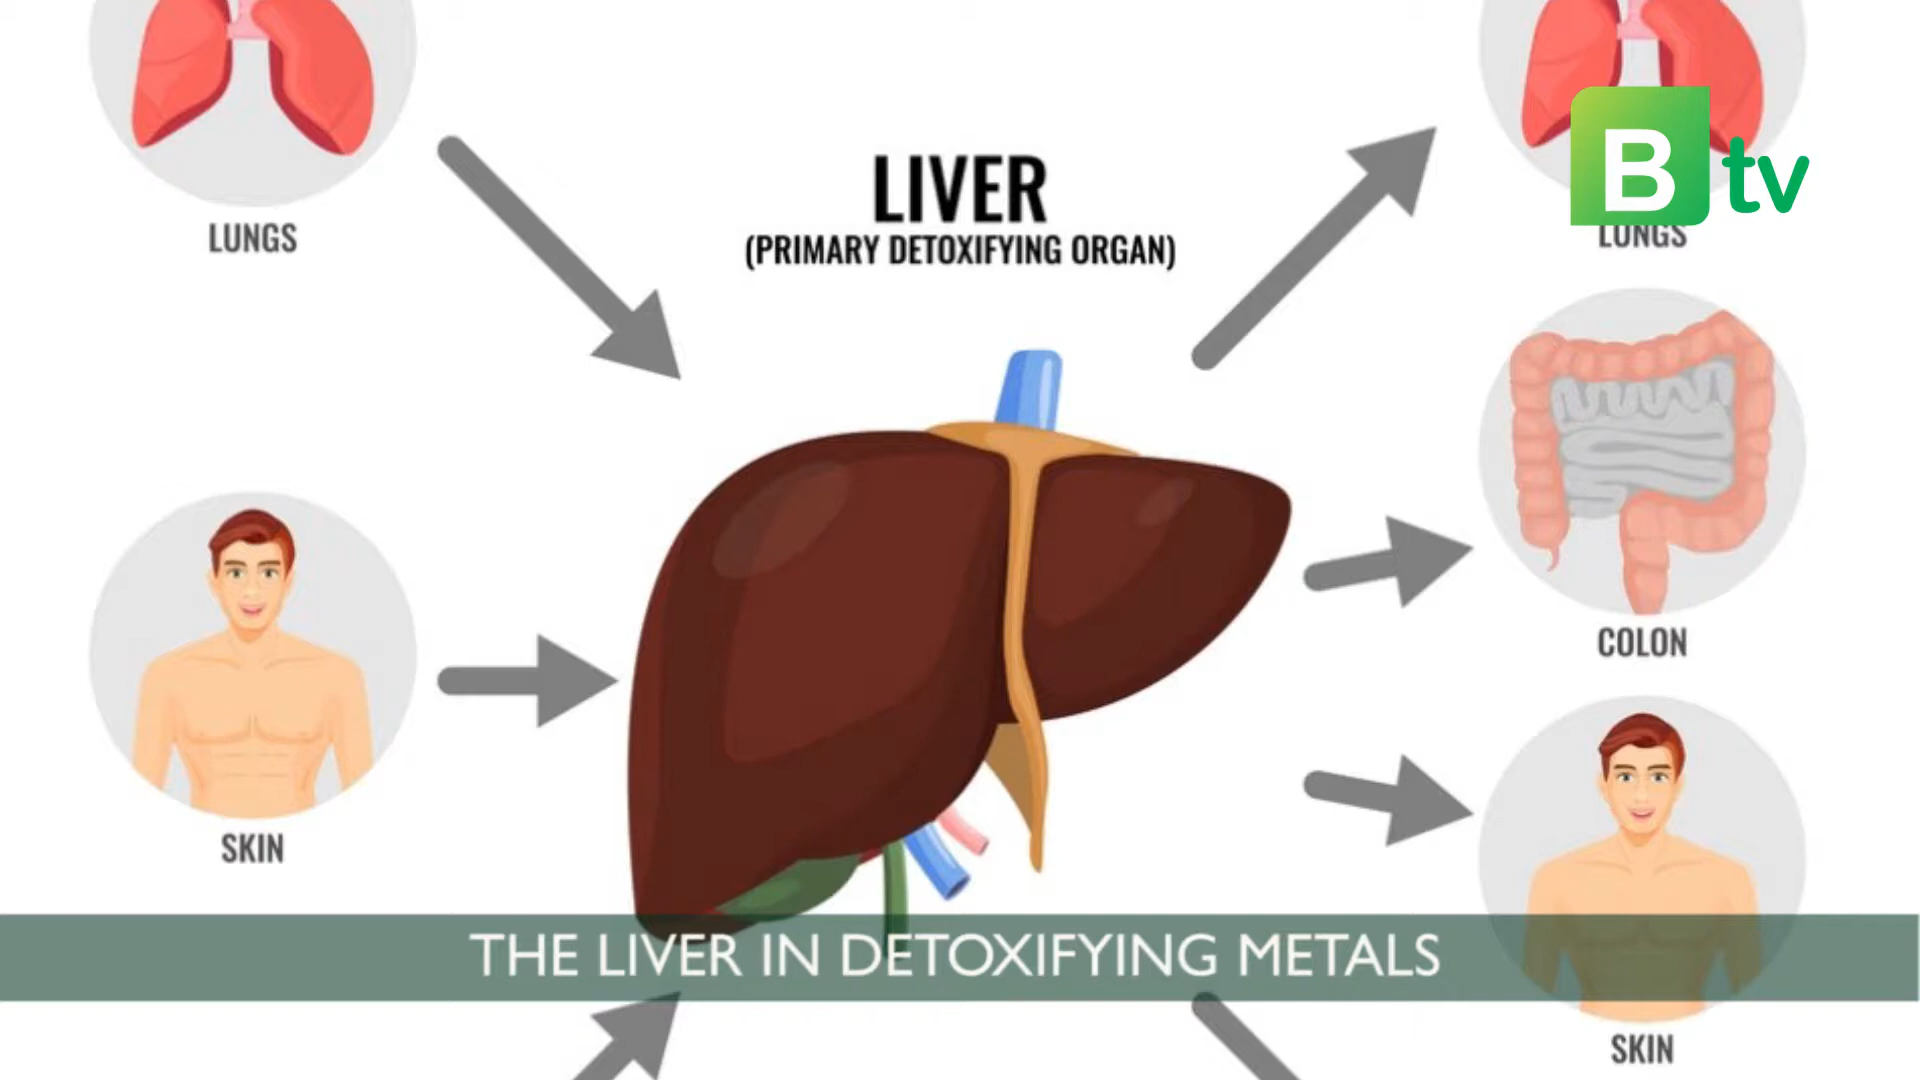 B tv
LIVER
(PRIMARY DETOXIFYING ORGAN)
LUNGS
LUNGS
COLON
SKIN
THE LIVER IN DETOXIFYING METALS
SKIN